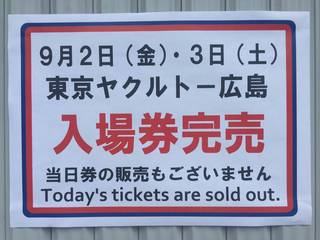 9月2日（金）・3日（土）
東京ヤクルトー広島
入場券完売
当日券の販売もございません
Today's tickets are sold out.